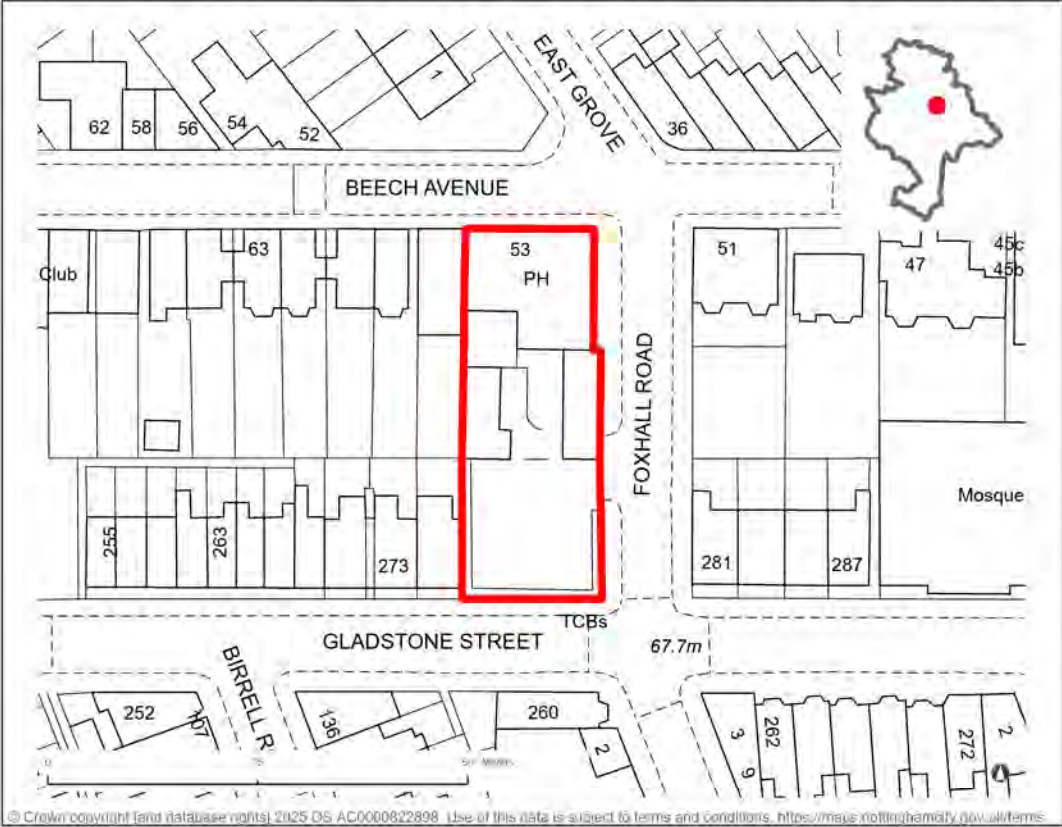 EAST GROVE
1
62
58
56
54
52
36
BEECH AVENUE
Club
63
53
PH
51
47
45c
45b
FOXHALL ROAD
Mosque
255
263
273
281
287
TCBs
GLADSTONE STREET
67.7m
BIRRELL R
252
107
136
260
2
3
9
262
272
2
0
© Crown copyright [and database rights] 2025 OS AC0000822898. Use of this data is subject to terms and conditions. https://maps.nottinghamcity.gov.uk/terms.